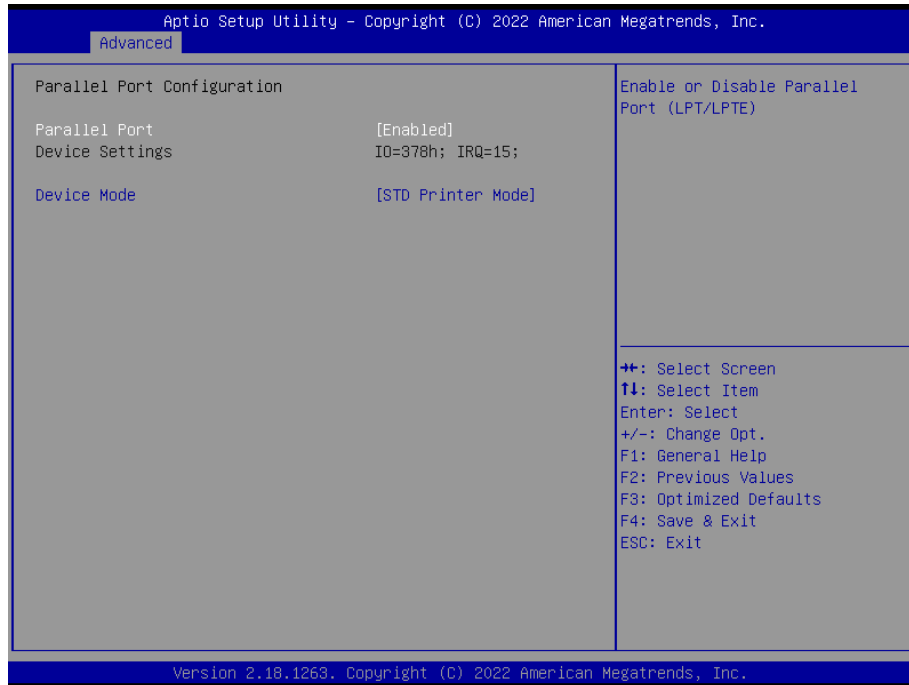 Aptio Setup Utility – Copyright (C) 2022 American Megatrends, Inc.
Advanced
Parallel Port Configuration
Parallel Port [Enabled]
Device Settings IO=378h; IRQ=15;
Device Mode [STD Printer Mode]
Enable or Disable Parallel
Port (LPT/LPTE)
→←: Select Screen
↑↓: Select Item
Enter: Select
+/-: Change Opt.
F1: General Help
F2: Previous Values
F3: Optimized Defaults
F4: Save & Exit
ESC: Exit
Version 2.18.1263. Copyright (C) 2022 American Megatrends, Inc.